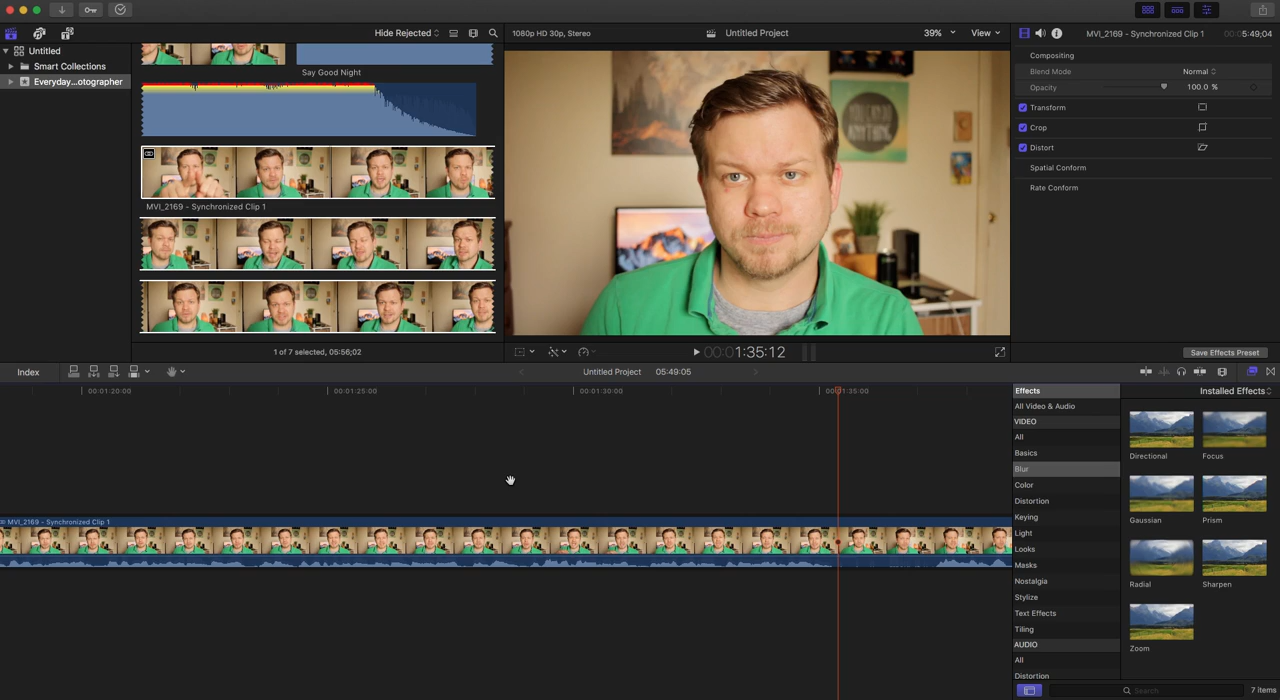 Hide Rejected
1080p HD 30p, Stereo
Untitled Project
39%
View
MVI_2169 - Synchronized Clip 1
5:49;04
Untitled
Smart Collections
Everyday...otographer
Say Good Night
MVI_2169 - Synchronized Clip 1
1 of 7 selected, 05:56;02
YOU CAN DO ANYTHING
00:01:35:12
Compositing
Blend Mode
Normal
Opacity
100.0 %
Transform
Crop
Distort
Spatial Conform
Rate Conform
Save Effects Preset
Index
Untitled Project
05:49:05
00:01:20:00
00:01:25:00
00:01:30:00
00:01:35:00
MVI_2169 - Synchronized Clip 1
Effects
Installed Effects
All Video & Audio
VIDEO
All
Basics
Blur
Color
Distortion
Keying
Light
Looks
Masks
Nostalgia
Stylize
Text Effects
Tiling
AUDIO
All
Distortion
Directional
Focus
Gaussian
Prism
Radial
Sharpen
Zoom
Search
7 items